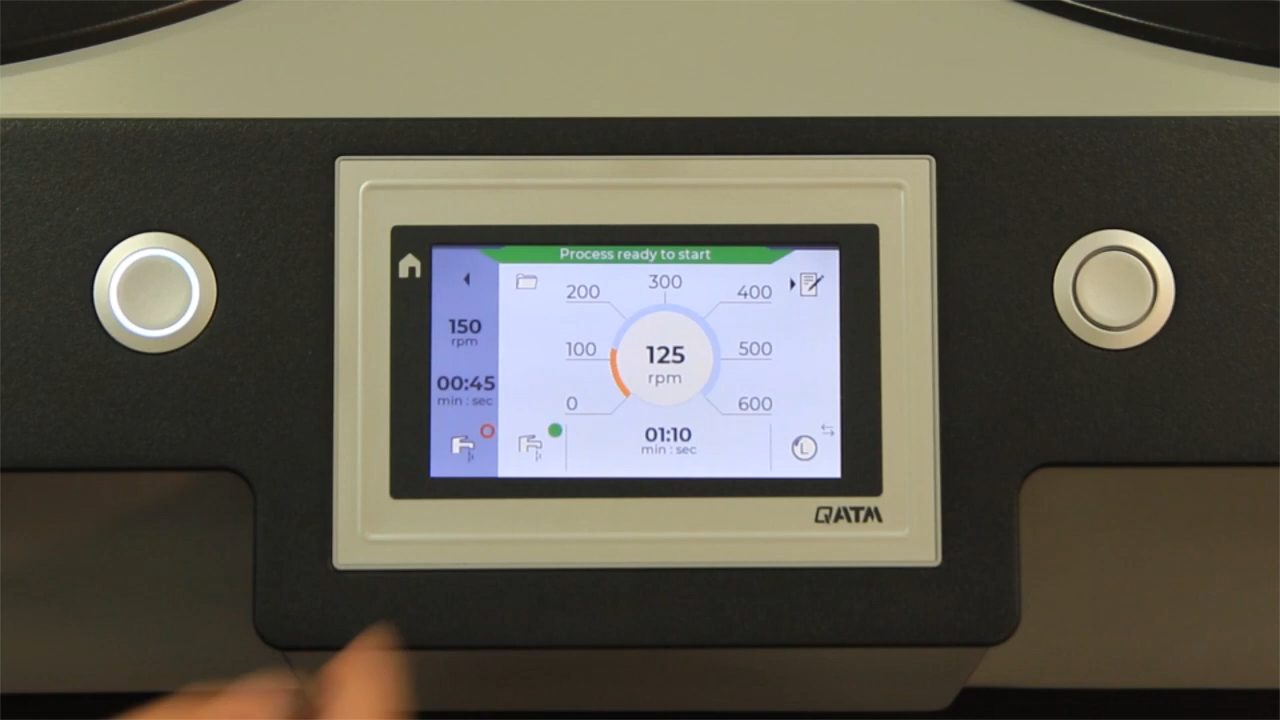 Process ready to start
150
rpm
00:45
min : sec
0
100
200
300
400
500
600
125
rpm
01:10
min : sec
L
QATM